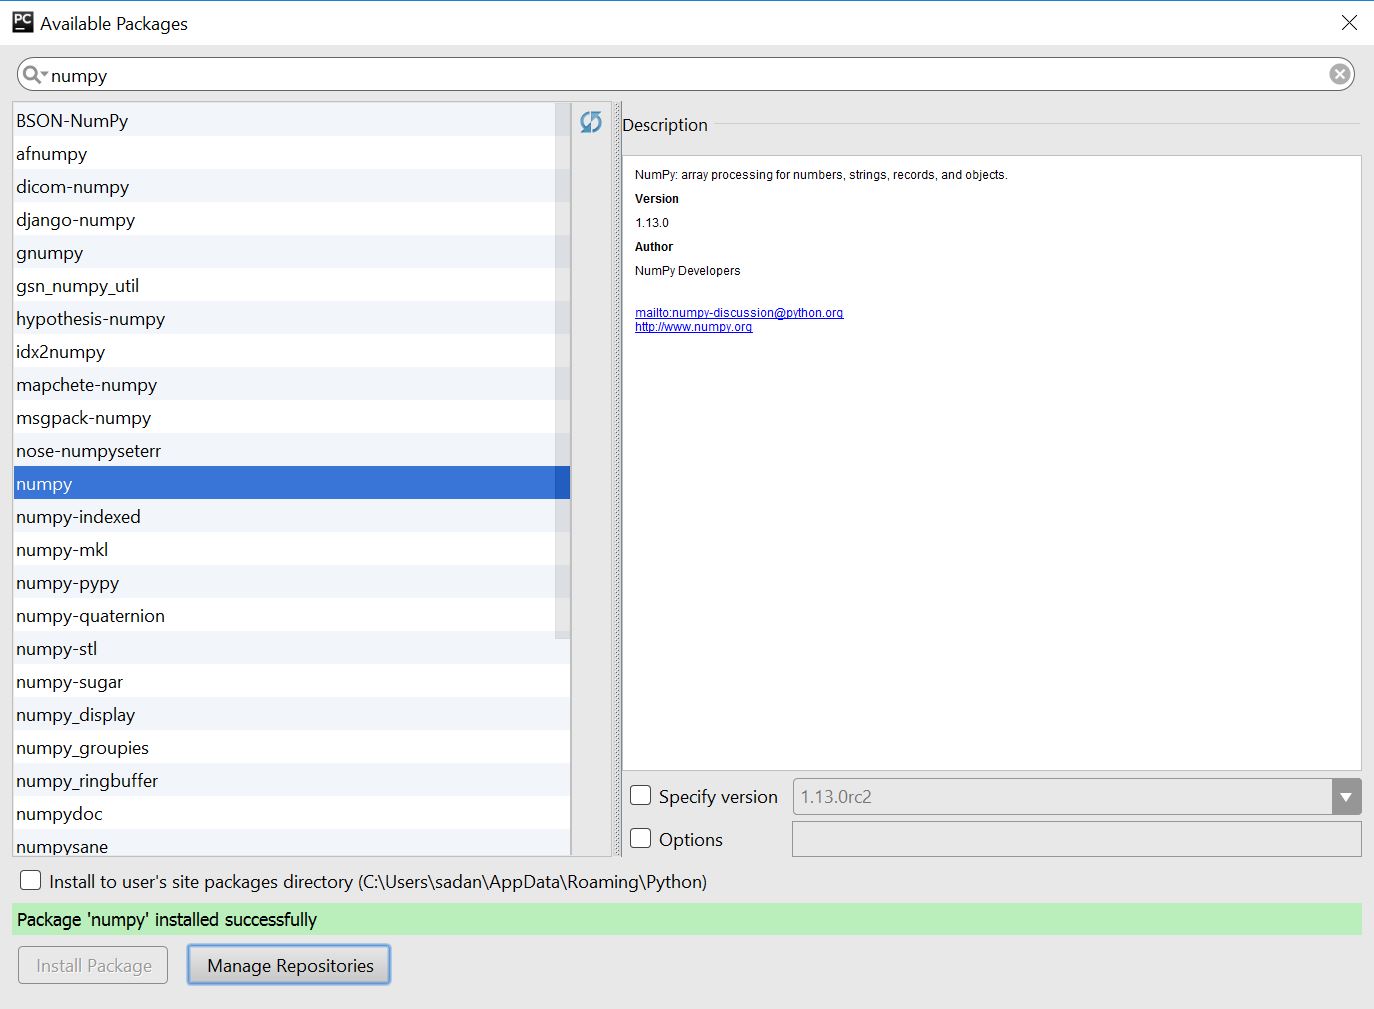 PC Available Packages
numpy
BSON-NumPy
afnumpy
dicom-numpy
django-numpy
gnumpy
gsn_numpy_util
hypothesis-numpy
idx2numpy
mapchete-numpy
msgpack-numpy
nose-numpyseterr
numpy
numpy-indexed
numpy-mkl
numpy-pypy
numpy-quaternion
numpy-stl
numpy-sugar
numpy_display
numpy_groupies
numpy_ringbuffer
numpydoc
numpysane
Description
NumPy: array processing for numbers, strings, records, and objects.
Version
1.13.0
Author
NumPy Developers
mailto:numpy-discussion@python.org
http://www.numpy.org
Specify version 1.13.0rc2
Options
Install to user's site packages directory (C:\Users\sadan\AppData\Roaming\Python)
Package 'numpy' installed successfully
Install Package Manage Repositories